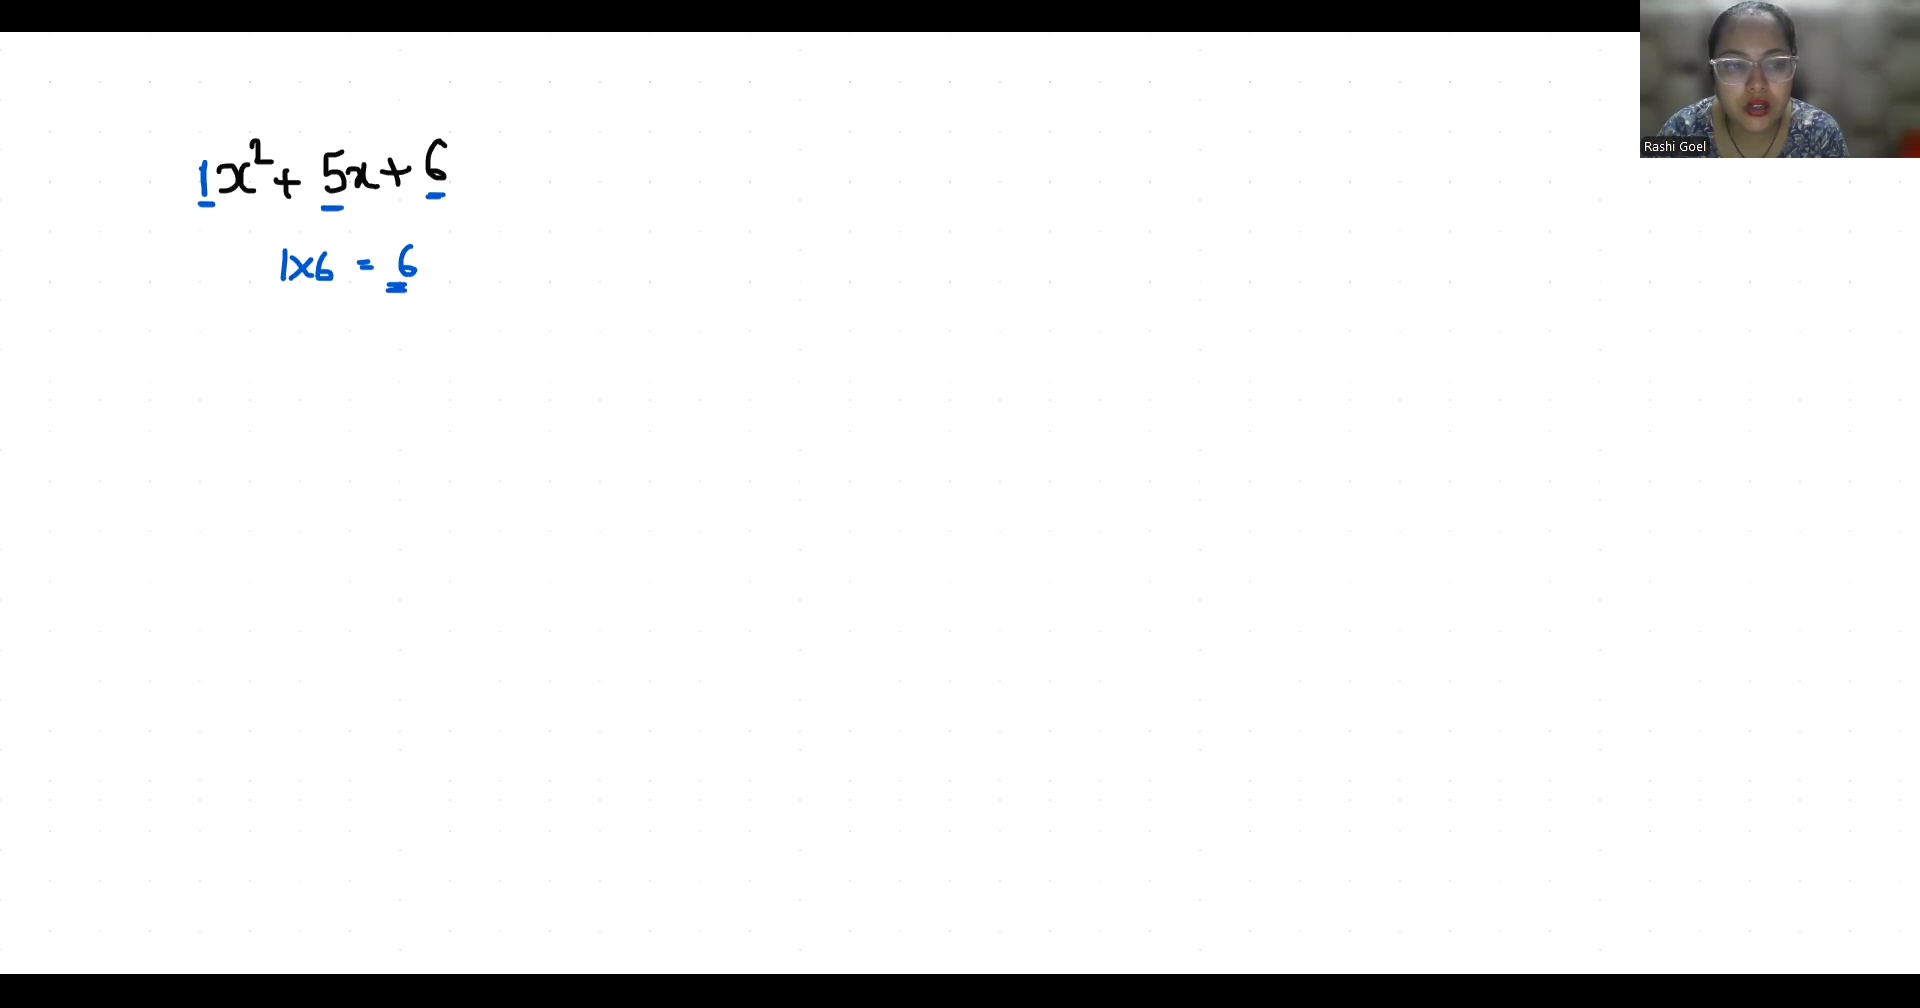 1x² + 5x + 6
1×6 = 6
Rashi Goel